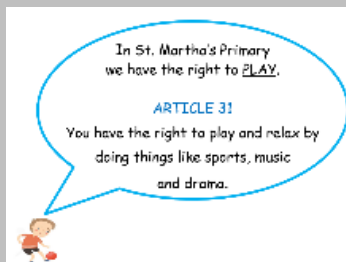 In St. Martha's Primary
we have the right to PLAY.
ARTICLE 31
You have the right to play and relax by
doing things like sports, music
and drama.